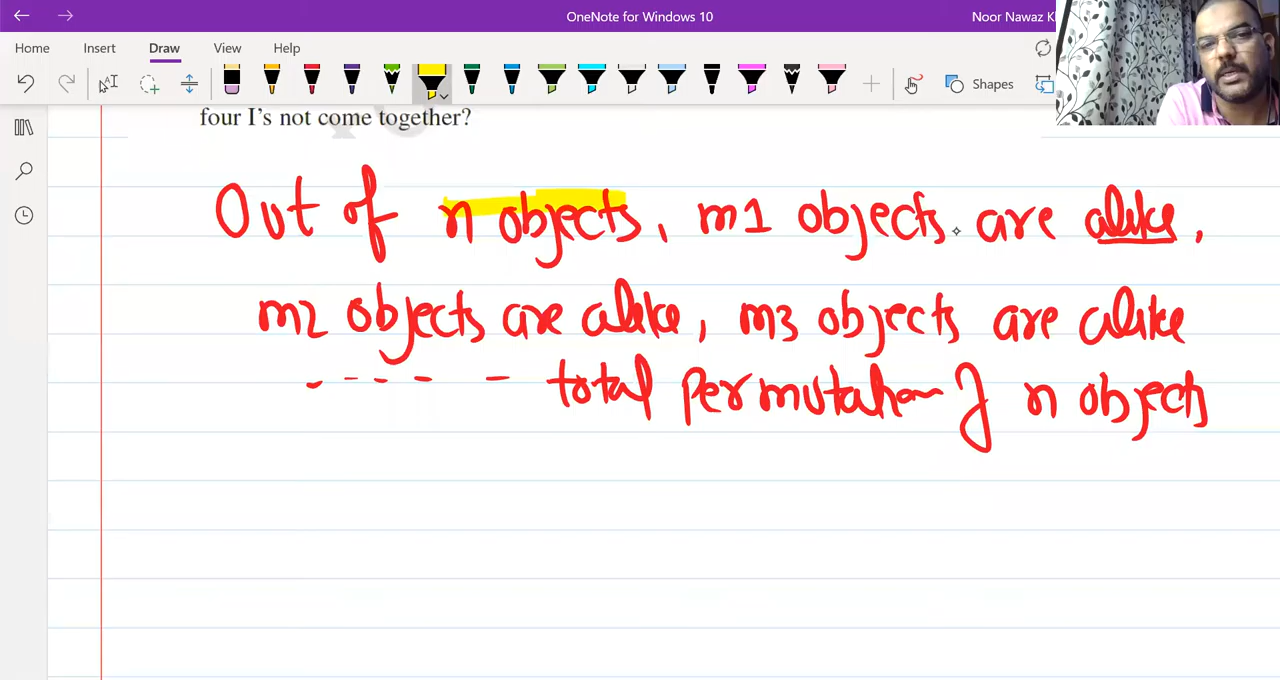 OneNote for Windows 10
Noor Nawaz Kh
Home Insert Draw View Help
Shapes
four I's not come together?
Out of n objects, m1 objects are alike,
m2 objects are alike, m3 objects are alike
----- total permutation of n objects